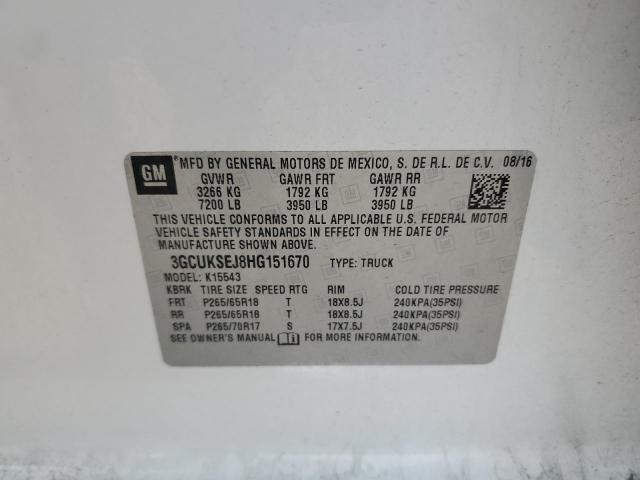 GM ® MFD BY GENERAL MOTORS DE MEXICO, S. DE R.L. DE C.V. 08/16
GVWR GAWR FRT GAWR RR
3266 KG 1792 KG 1792 KG
7200 LB 3950 LB 3950 LB
THIS VEHICLE CONFORMS TO ALL APPLICABLE U.S. FEDERAL MOTOR
VEHICLE SAFETY STANDARDS IN EFFECT ON THE DATE OF
MANUFACTURE SHOWN ABOVE.
3GCUKSEJ8HG151670 TYPE: TRUCK
MODEL: K15543
KBRK TIRE SIZE SPEED RTG RIM COLD TIRE PRESSURE
FRT P265/65R18 T 18X8.5J 240KPA(35PSI)
RR P265/65R18 T 18X8.5J 240KPA(35PSI)
SPA P265/70R17 S 17X7.5J 240KPA(35PSI)
SEE OWNER'S MANUAL FOR MORE INFORMATION.